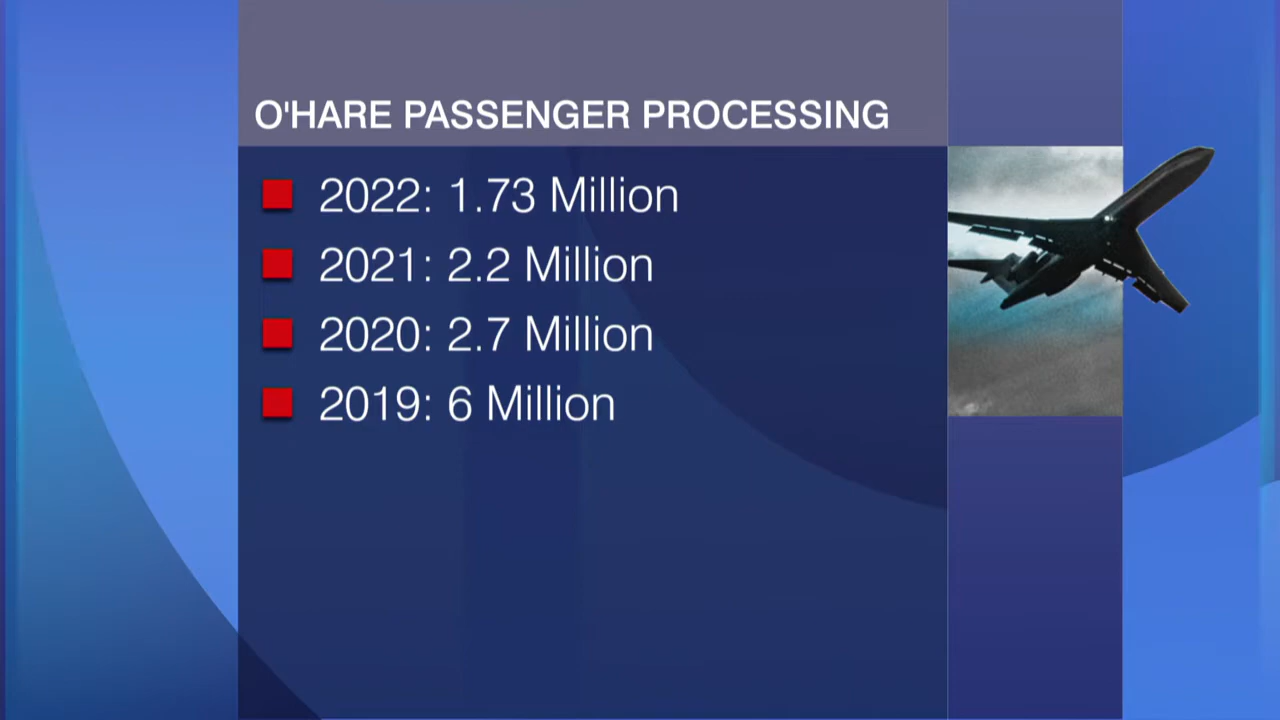 O'HARE PASSENGER PROCESSING
2022: 1.73 Million
2021: 2.2 Million
2020: 2.7 Million
2019: 6 Million